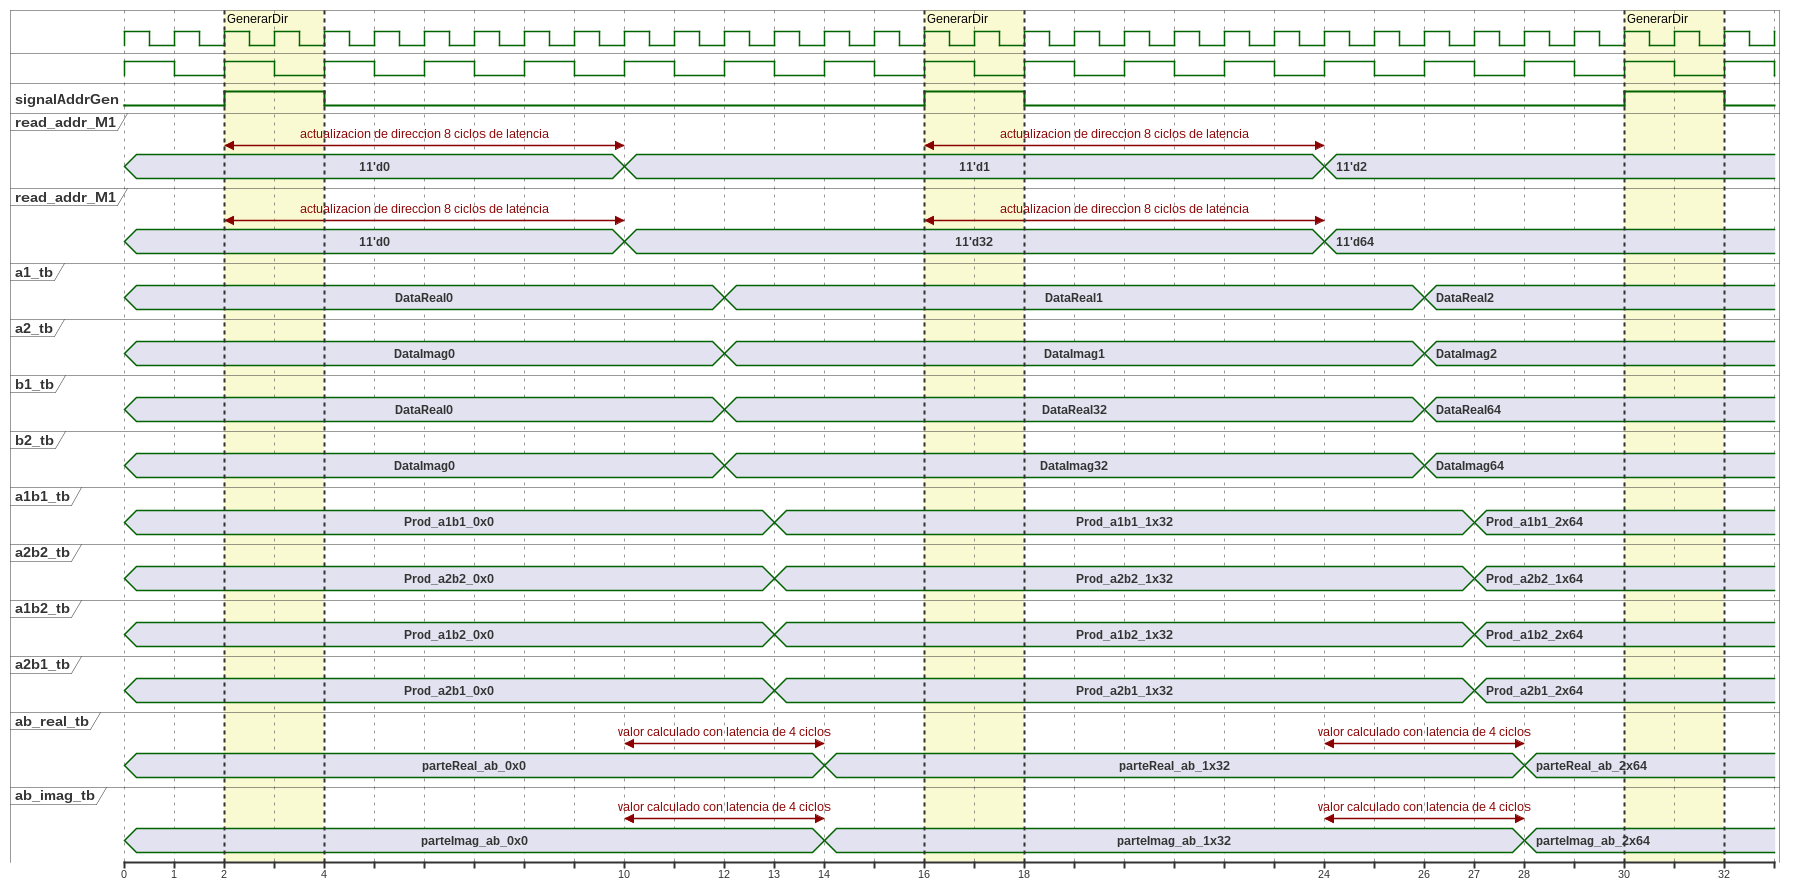 GenerarDir GenerarDir GenerarDir
signalAddrGen
read_addr_M1
actualizacion de direccion 8 ciclos de latencia actualizacion de direccion 8 ciclos de latencia
11'd0 11'd1 11'd2
read_addr_M1
actualizacion de direccion 8 ciclos de latencia actualizacion de direccion 8 ciclos de latencia
11'd0 11'd32 11'd64
a1_tb
DataReal0 DataReal1 DataReal2
a2_tb
DataImag0 DataImag1 DataImag2
b1_tb
DataReal0 DataReal32 DataReal64
b2_tb
DataImag0 DataImag32 DataImag64
a1b1_tb
Prod_a1b1_0x0 Prod_a1b1_1x32 Prod_a1b1_2x64
a2b2_tb
Prod_a2b2_0x0 Prod_a2b2_1x32 Prod_a2b2_1x64
a1b2_tb
Prod_a1b2_0x0 Prod_a1b2_1x32 Prod_a1b2_2x64
a2b1_tb
Prod_a2b1_0x0 Prod_a2b1_1x32 Prod_a2b1_2x64
ab_real_tb
valor calculado con latencia de 4 ciclos valor calculado con latencia de 4 ciclos
parteReal_ab_0x0 parteReal_ab_1x32 parteReal_ab_2x64
ab_imag_tb
valor calculado con latencia de 4 ciclos valor calculado con latencia de 4 ciclos
parteImag_ab_0x0 parteImag_ab_1x32 parteImag_ab_2x64
0 1 2 4 10 12 13 14 16 18 24 26 27 28 30 32